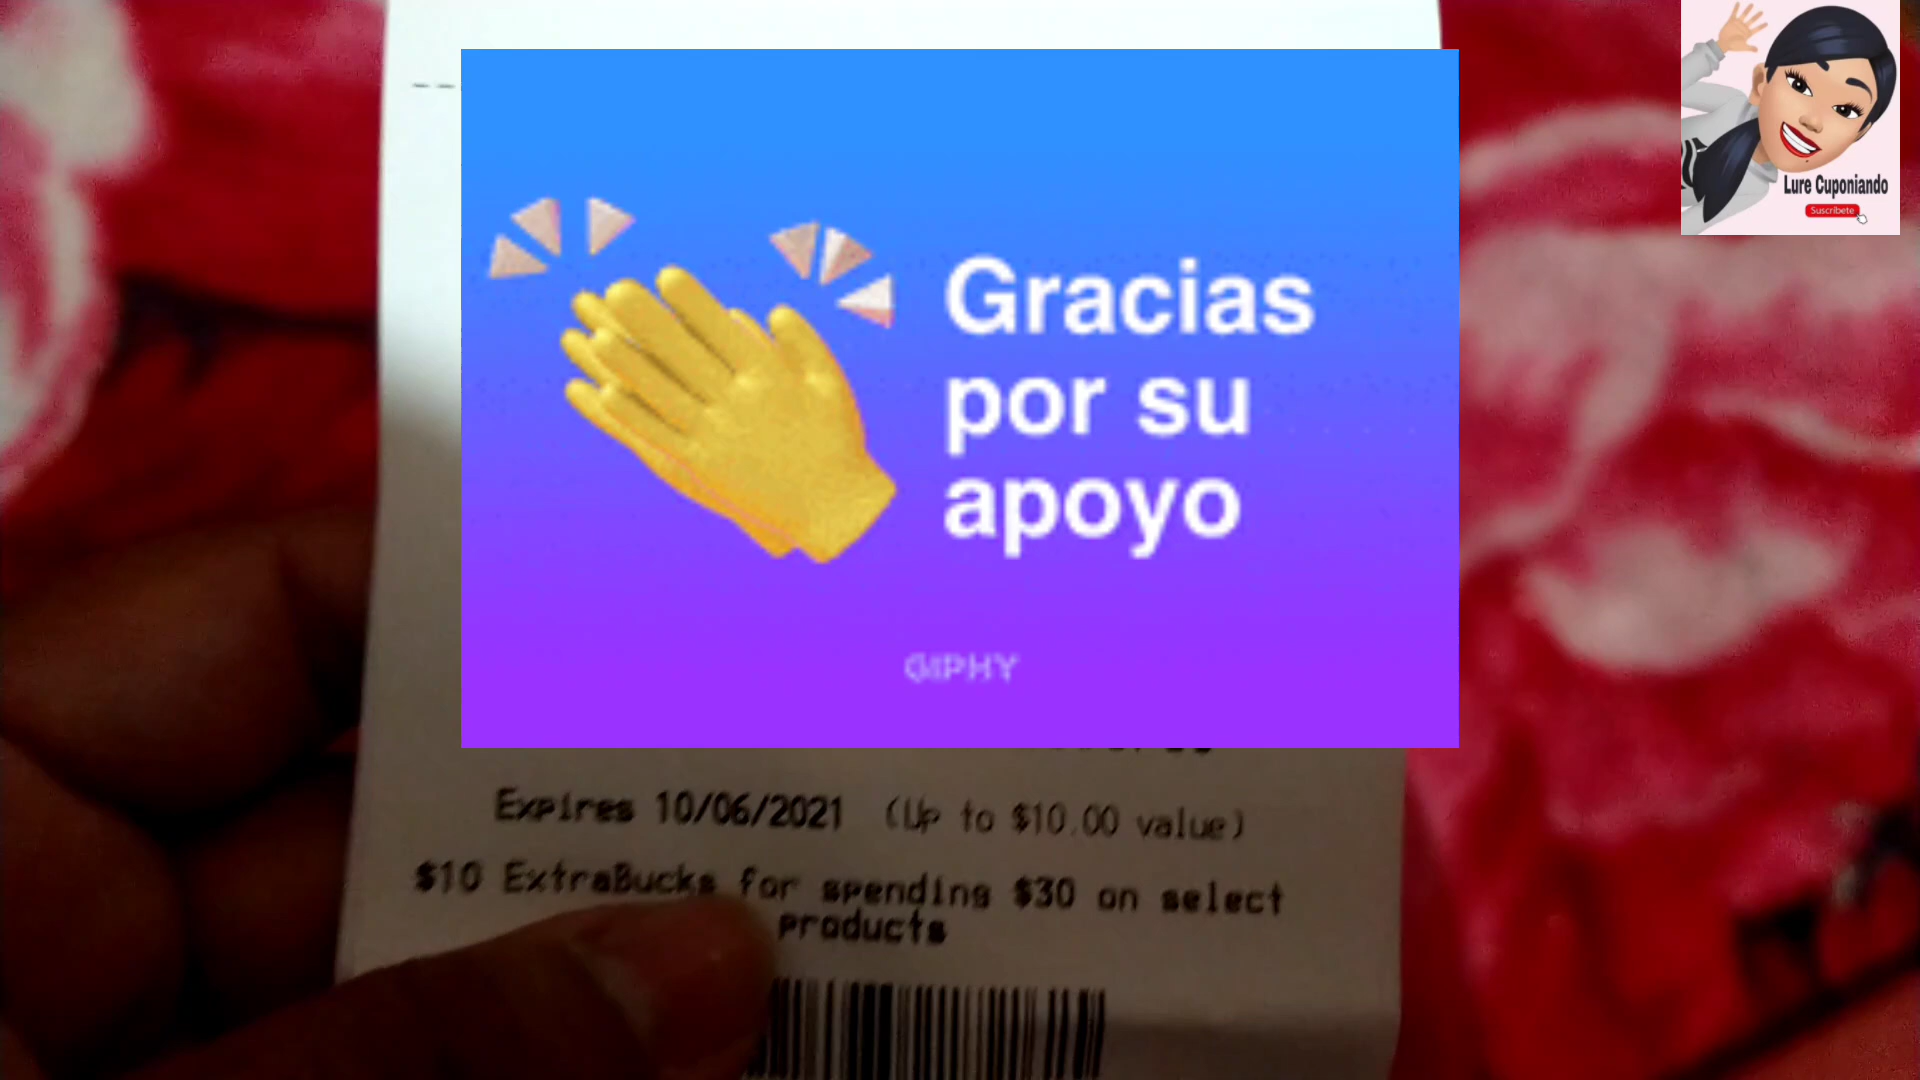 Gracias
por su
apoyo
GIPHY
Lure Cuponiando
Suscríbete
Expires 10/06/2021 (Up to $10.00 value)
$10 ExtraBucks for spending $30 on select
products